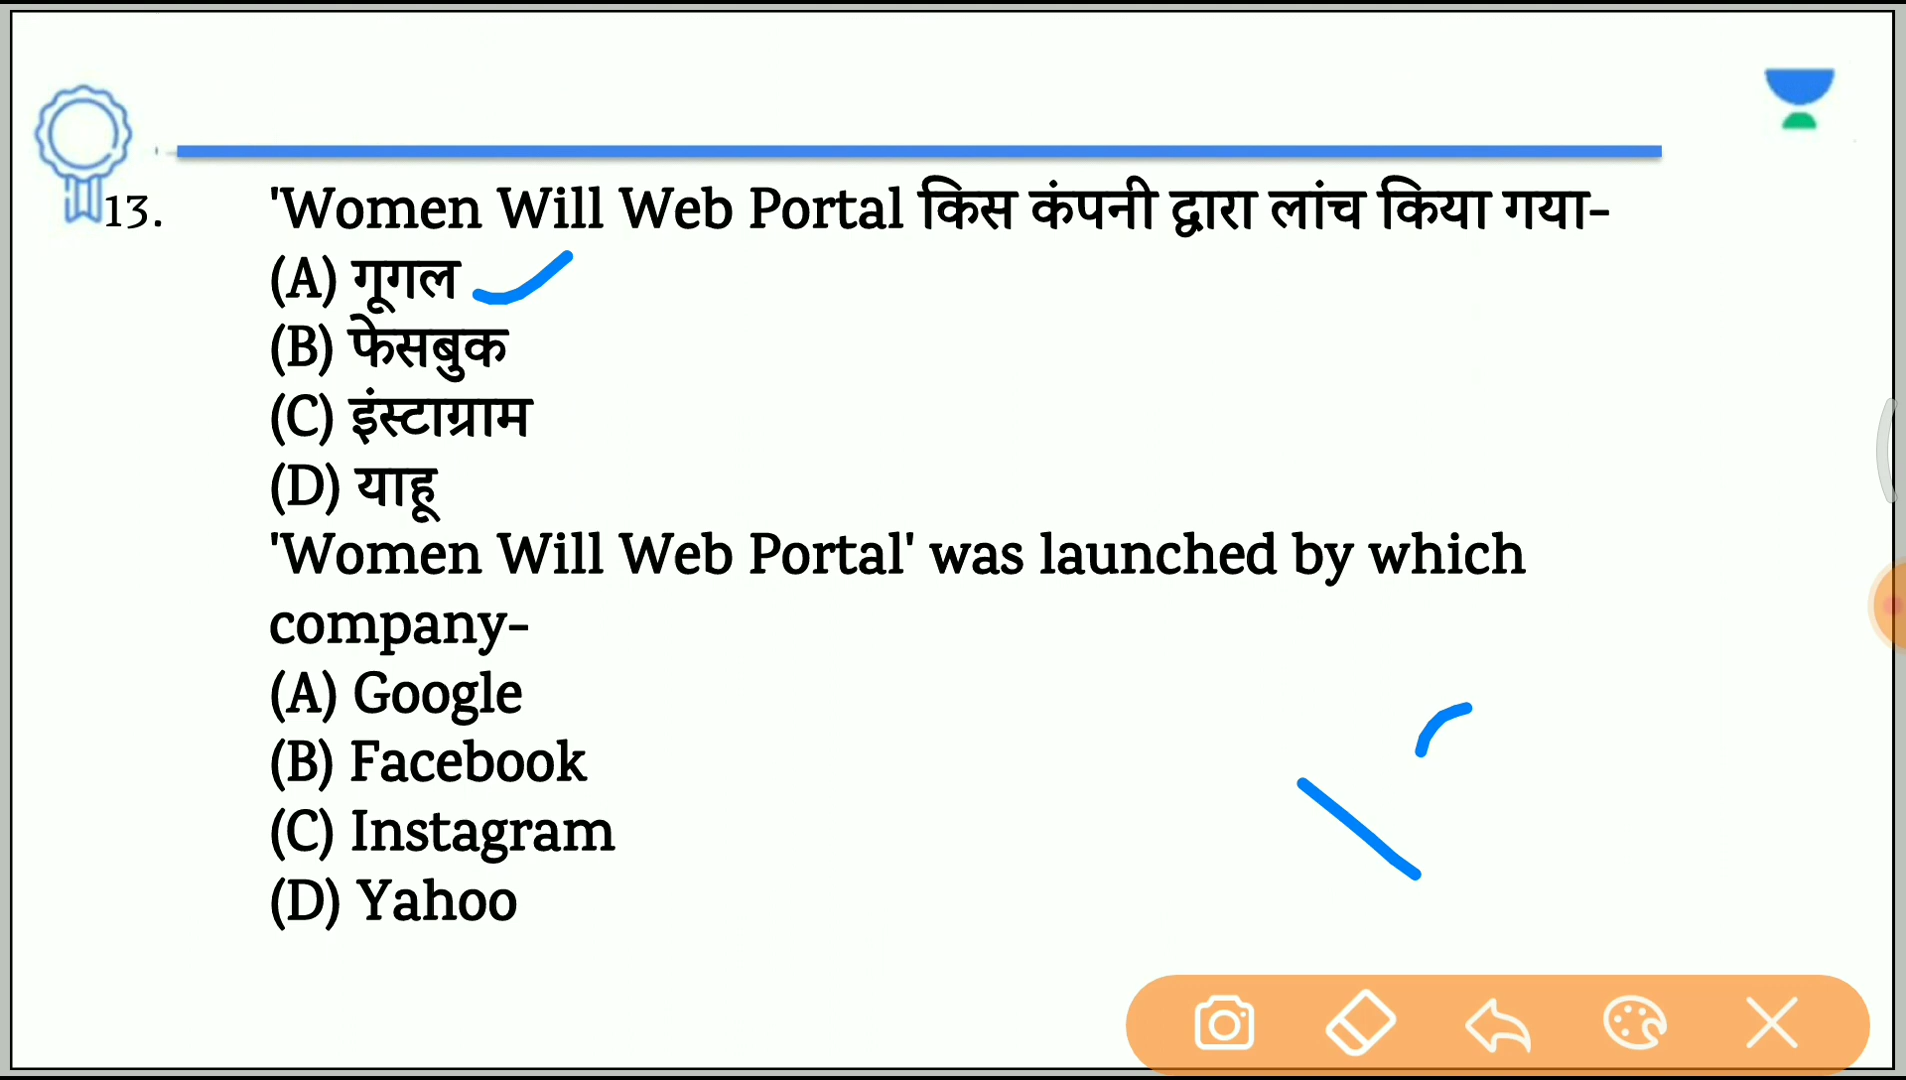 13. 'Women Will Web Portal किस कंपनी द्वारा लांच किया गया-
(A) गूगल
(B) फेसबुक
(C) इंस्टाग्राम
(D) याहू
'Women Will Web Portal' was launched by which
company-
(A) Google
(B) Facebook
(C) Instagram
(D) Yahoo